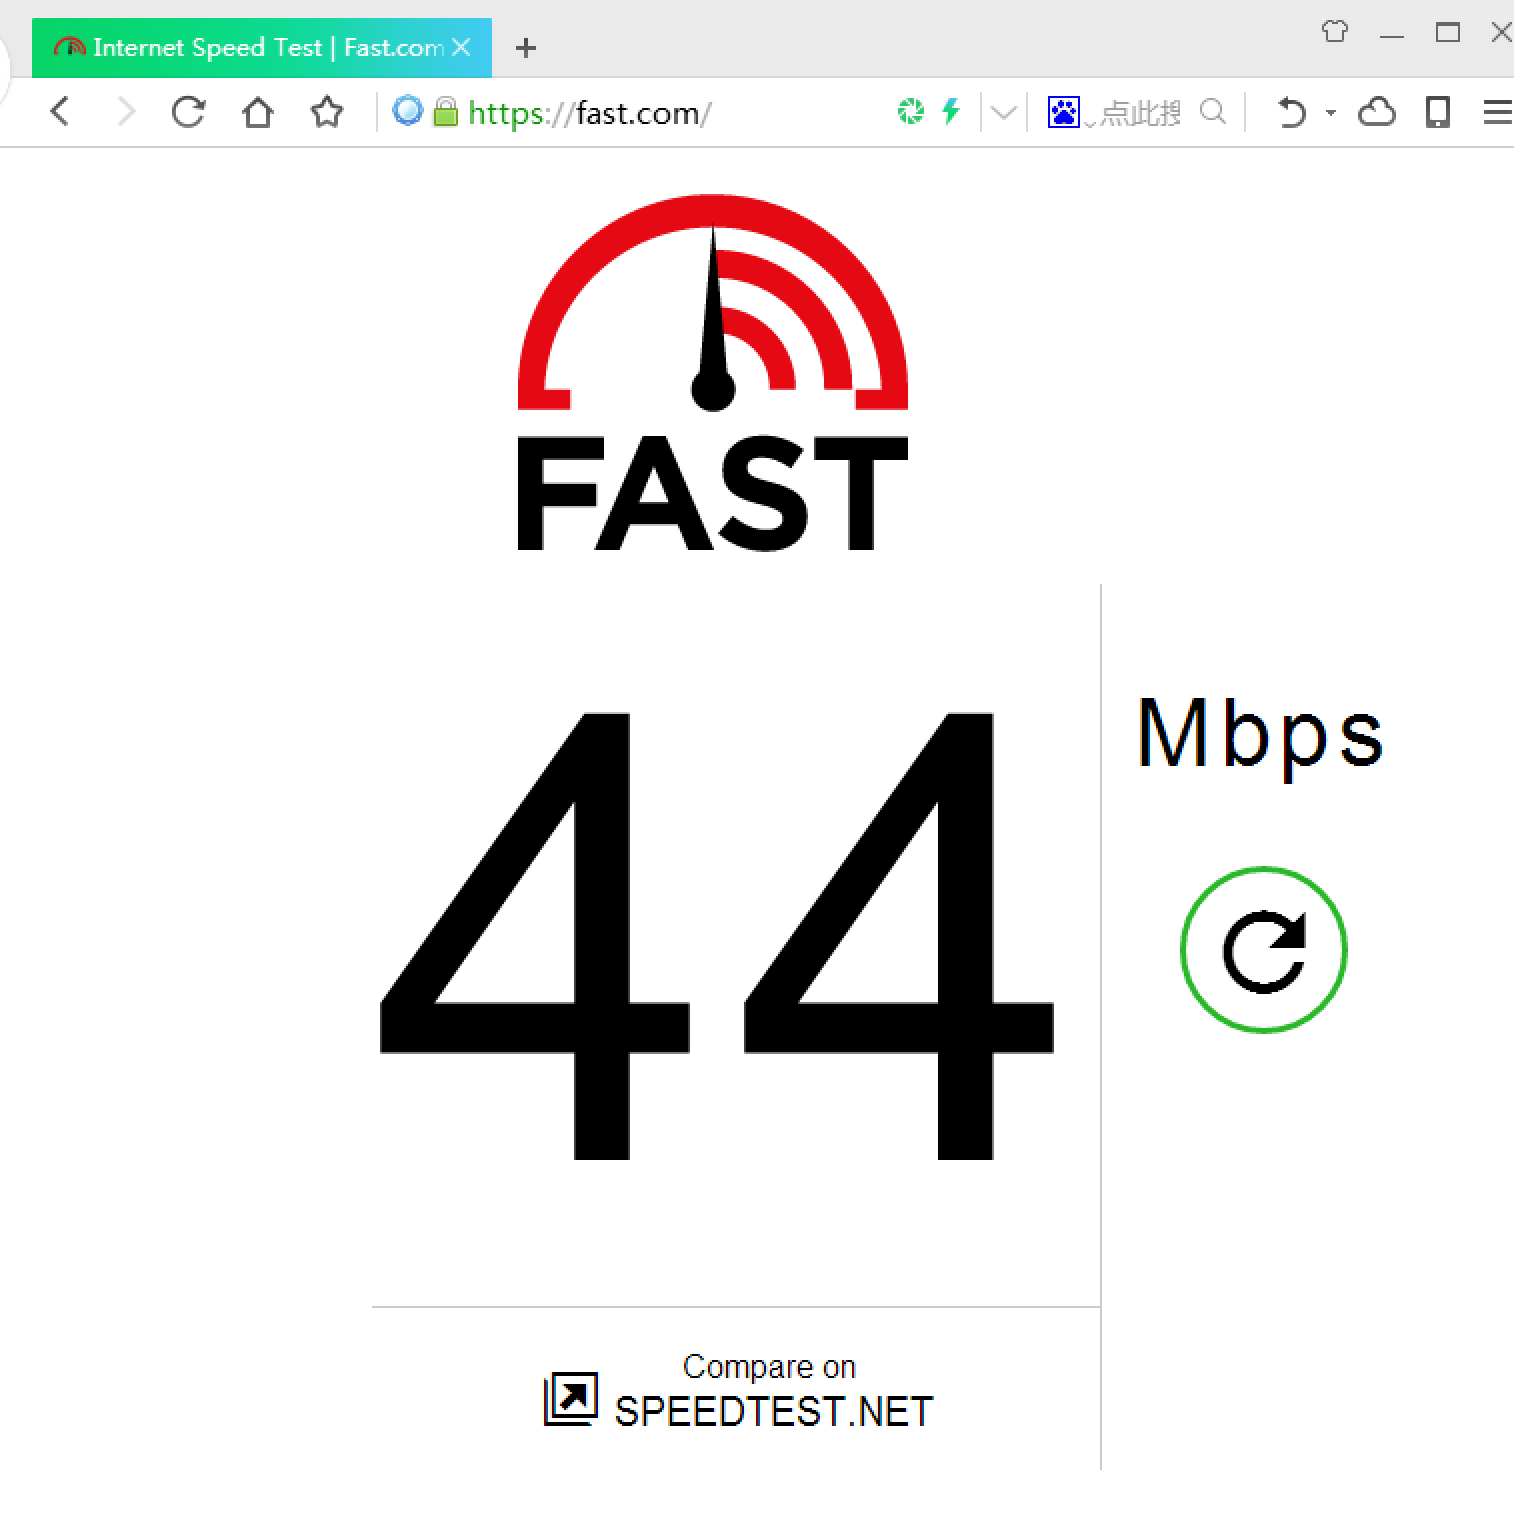 Internet Speed Test | Fast.com
https://fast.com/
点此搜
FAST
44
Mbps
Compare on
SPEEDTEST.NET